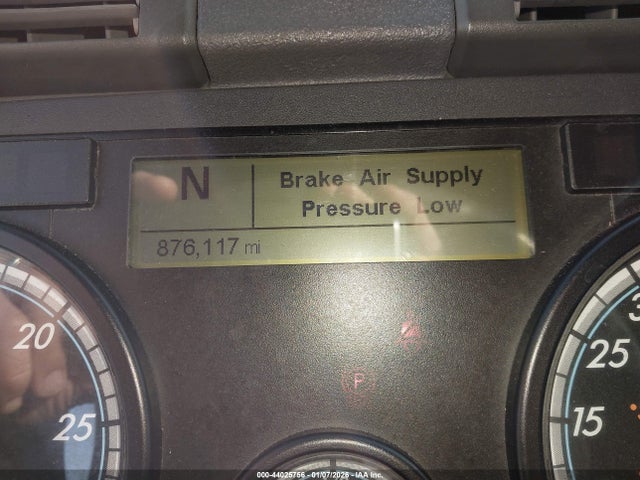 N
Brake Air Supply
Pressure Low
876,117 mi
20
25
25
15
P
000-44025756 - 01/07/2026 - © IAA Inc.